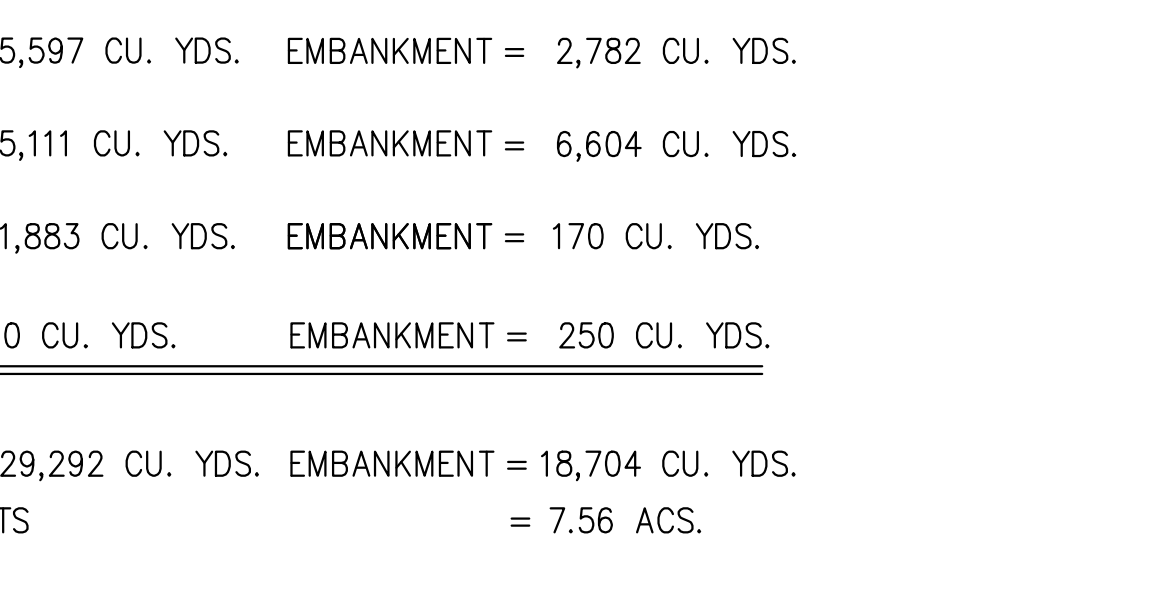 5,597 CU. YDS. EMBANKMENT = 2,782 CU. YDS.
5,111 CU. YDS. EMBANKMENT = 6,604 CU. YDS.
1,883 CU. YDS. EMBANKMENT = 170 CU. YDS.
0 CU. YDS. EMBANKMENT = 250 CU. YDS.
29,292 CU. YDS. EMBANKMENT = 18,704 CU. YDS.
TS = 7.56 ACS.